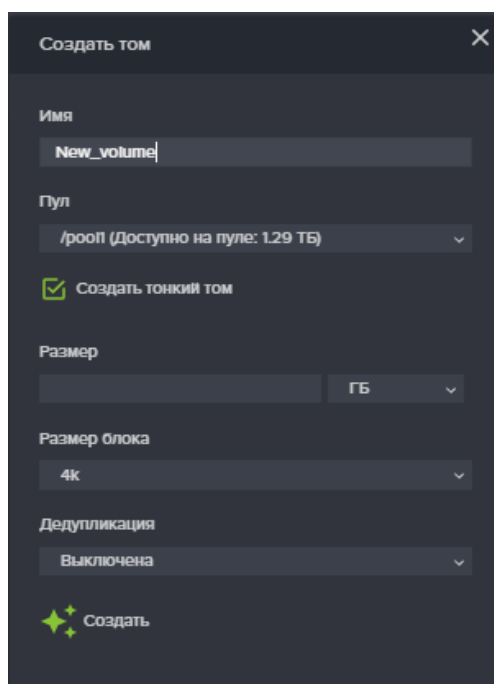 Создать том
Имя
New_volume
Пул
/pool1 (Доступно на пуле: 1.29 ТБ)
Создать тонкий том
Размер
ГБ
Размер блока
4k
Дедупликация
Выключена
Создать